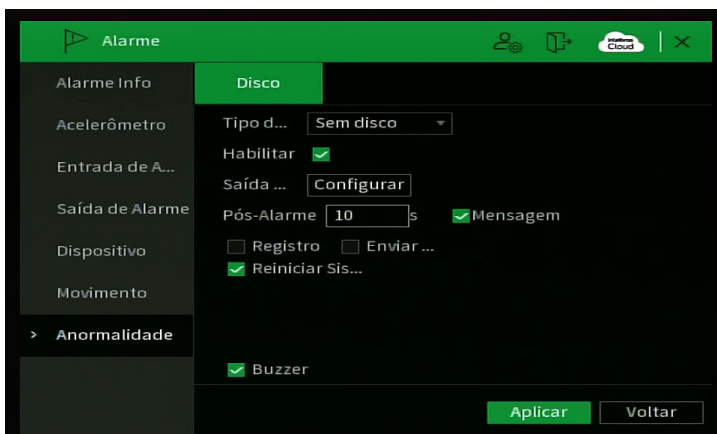 Alarme
intelbras Cloud
Alarme Info
Acelerômetro
Entrada de A...
Saída de Alarme
Dispositivo
Movimento
> Anormalidade
Disco
Tipo d... Sem disco
Habilitar
Saída ... Configurar
Pós-Alarme 10 s Mensagem
Registro Enviar ...
Reiniciar Sis...
Buzzer
Aplicar Voltar